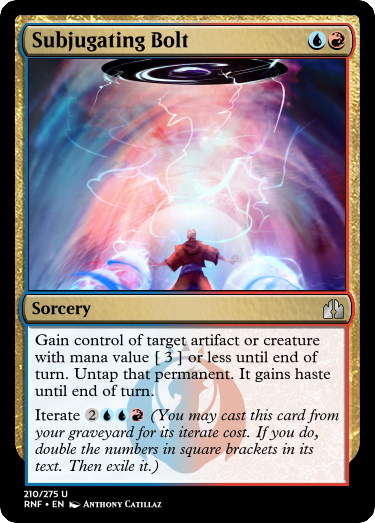 Subjugating Bolt
Sorcery
Gain control of target artifact or creature
with mana value [ 3 ] or less until end of
turn. Untap that permanent. It gains haste
until end of turn.
Iterate 2 (You may cast this card from
your graveyard for its iterate cost. If you do,
double the numbers in square brackets in its
text. Then exile it.)
210/275 U
RNF • EN Anthony Catillaz